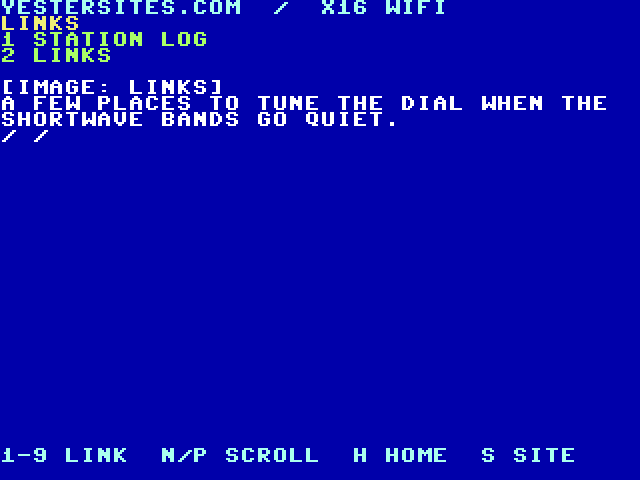 YESTERSITES.COM / X16 WIFI
LINKS
1 STATION LOG
2 LINKS
[IMAGE: LINKS]
A FEW PLACES TO TUNE THE DIAL WHEN THE
SHORTWAVE BANDS GO QUIET.
/ /
1-9 LINK N/P SCROLL H HOME S SITE